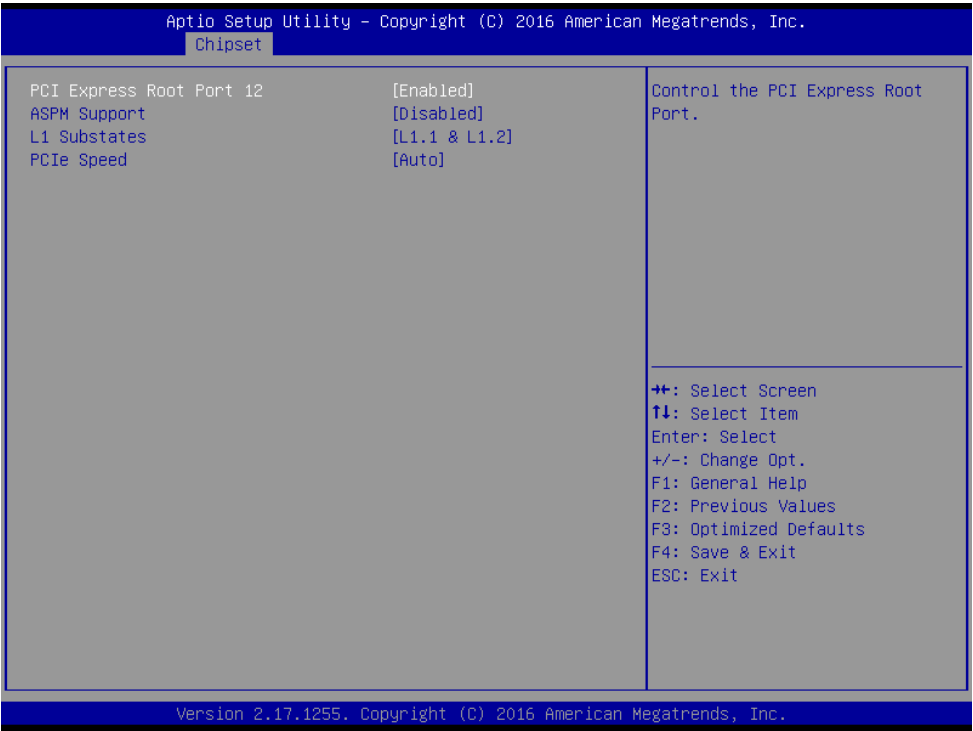 Aptio Setup Utility – Copyright (C) 2016 American Megatrends, Inc.
Chipset
PCI Express Root Port 12 [Enabled]
ASPM Support [Disabled]
L1 Substates [L1.1 & L1.2]
PCIe Speed [Auto]
Control the PCI Express Root
Port.
→←: Select Screen
↑↓: Select Item
Enter: Select
+/-: Change Opt.
F1: General Help
F2: Previous Values
F3: Optimized Defaults
F4: Save & Exit
ESC: Exit
Version 2.17.1255. Copyright (C) 2016 American Megatrends, Inc.